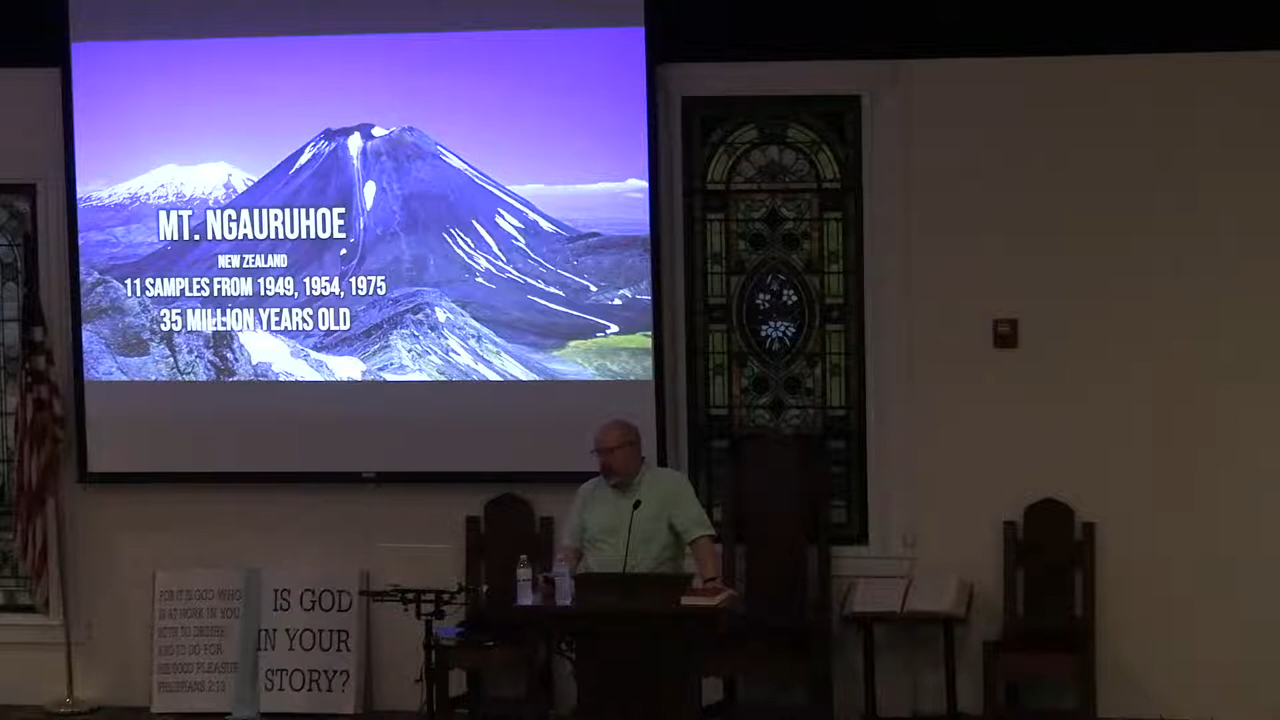 MT. NGAURUHOE
NEW ZEALAND
11 SAMPLES FROM 1949, 1954, 1975
35 MILLION YEARS OLD
FOR IT IS GOD WHO
IS AT WORK IN YOU
BOTH TO DESIRE
AND TO DO FOR
HIS GOOD PLEASURE
PHILIPPIANS 2:13
IS GOD
IN YOUR
STORY?